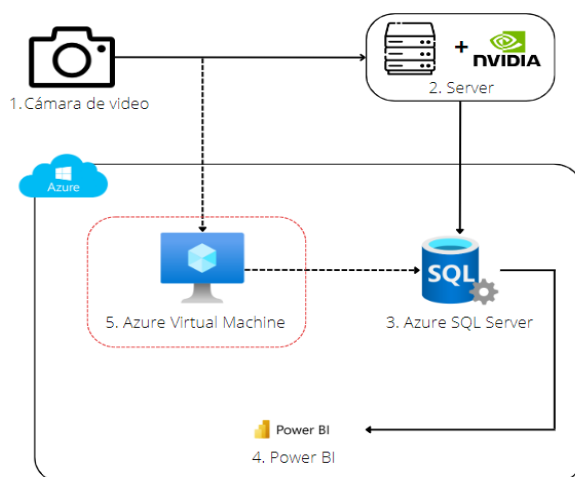 +
NVIDIA
2. Server
1.Cámara de video
Azure
SQL
5. Azure Virtual Machine
3. Azure SQL Server
Power BI
4. Power BI